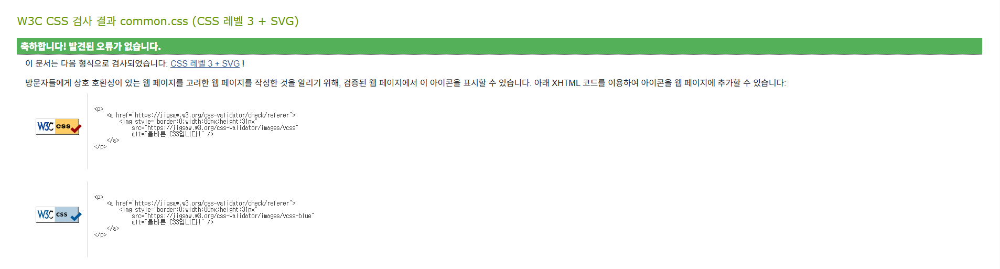 W3C CSS 검사 결과 common.css (CSS 레벨 3 + SVG)
축하합니다! 발견된 오류가 없습니다.
이 문서는 다음 형식으로 검사되었습니다: CSS 레벨 3 + SVG !
방문자들에게 상호 호환성이 있는 웹 페이지를 고려한 웹 페이지를 작성한 것을 알리기 위해, 검증된 웹 페이지에서 이 아이콘을 표시할 수 있습니다. 아래 XHTML 코드를 이용하여 아이콘을 웹 페이지에 추가할 수 있습니다:
W3C css
<p>
    <a href="https://jigsaw.w3.org/css-validator/check/referer">
        <img style="border:0;width:88px;height:31px"
            src="https://jigsaw.w3.org/css-validator/images/vcss"
            alt="올바른 CSS입니다!" />
    </a>
</p>
W3C css
<p>
    <a href="https://jigsaw.w3.org/css-validator/check/referer">
        <img style="border:0;width:88px;height:31px"
            src="https://jigsaw.w3.org/css-validator/images/vcss-blue"
            alt="올바른 CSS입니다!" />
    </a>
</p>